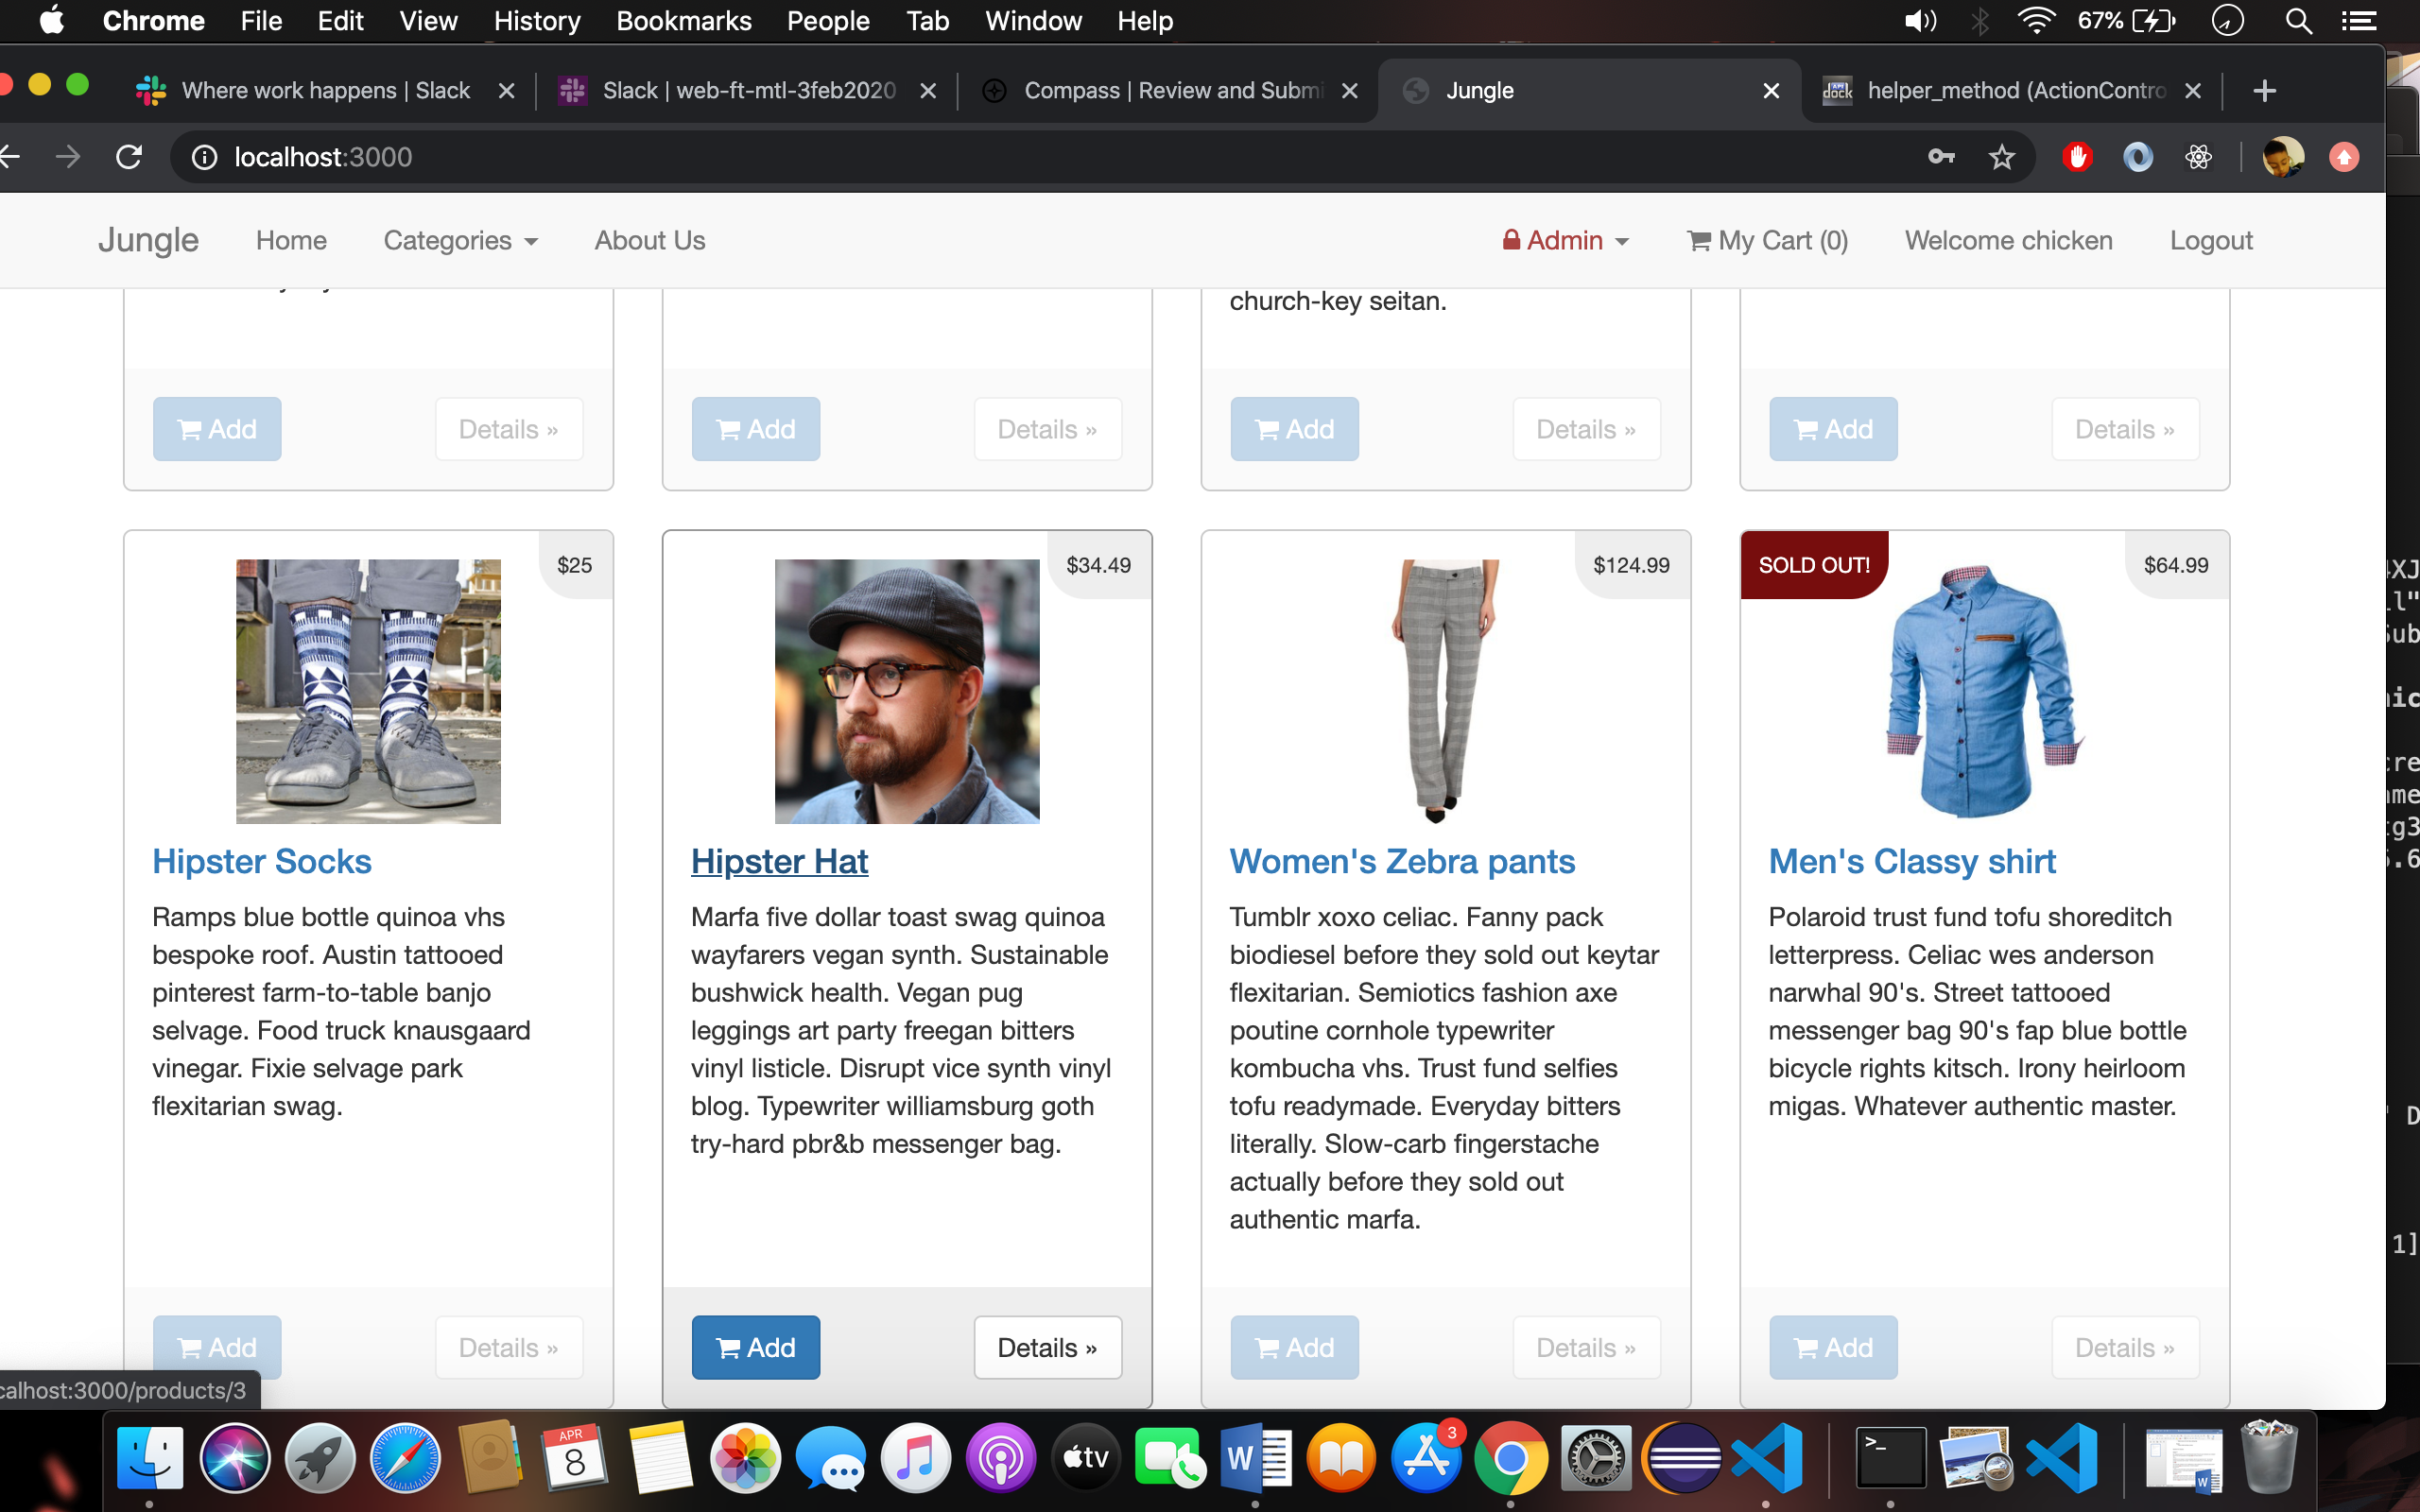 Chrome File Edit View History Bookmarks People Tab Window Help 67%
Where work happens | Slack Slack | web-ft-mtl-3feb2020 Compass | Review and Submi Jungle helper_method (ActionContro
localhost:3000
Jungle Home Categories About Us Admin My Cart (0) Welcome chicken Logout
church-key seitan.
Add Details » Add Details » Add Details » Add Details »
$25
$34.49
$124.99
SOLD OUT! $64.99
Hipster Socks
Ramps blue bottle quinoa vhs
bespoke roof. Austin tattooed
pinterest farm-to-table banjo
selvage. Food truck knausgaard
vinegar. Fixie selvage park
flexitarian swag.
Hipster Hat
Marfa five dollar toast swag quinoa
wayfarers vegan synth. Sustainable
bushwick health. Vegan pug
leggings art party freegan bitters
vinyl listicle. Disrupt vice synth vinyl
blog. Typewriter williamsburg goth
try-hard pbr&b messenger bag.
Women's Zebra pants
Tumblr xoxo celiac. Fanny pack
biodiesel before they sold out keytar
flexitarian. Semiotics fashion axe
poutine cornhole typewriter
kombucha vhs. Trust fund selfies
tofu readymade. Everyday bitters
literally. Slow-carb fingerstache
actually before they sold out
authentic marfa.
Men's Classy shirt
Polaroid trust fund tofu shoreditch
letterpress. Celiac wes anderson
narwhal 90's. Street tattooed
messenger bag 90's fap blue bottle
bicycle rights kitsch. Irony heirloom
migas. Whatever authentic master.
Add Details » Add Details » Add Details » Add Details »
calhost:3000/products/3
APR
8
tv
W
3
>_